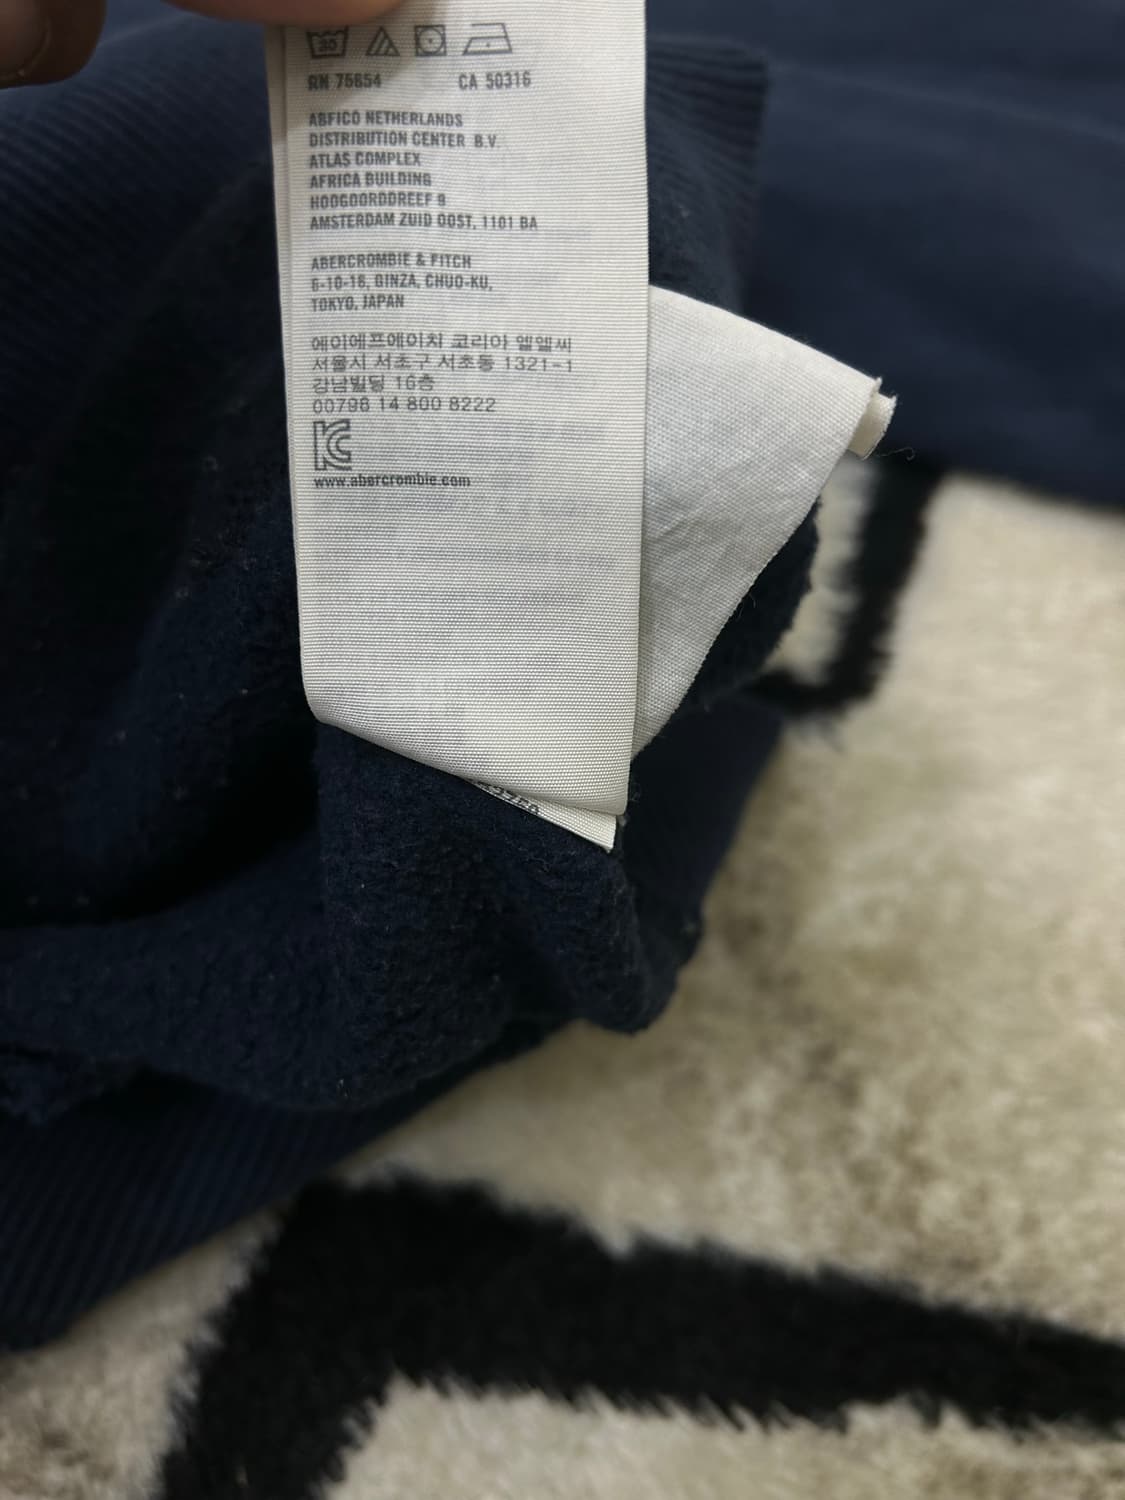 30
RN 75654 CA 50316
ABFICO NETHERLANDS
DISTRIBUTION CENTER B.V.
ATLAS COMPLEX
AFRICA BUILDING
HOOGOORDDREEF 9
AMSTERDAM ZUID OOST, 1101 BA
ABERCROMBIE & FITCH
6-10-16, GINZA, CHUO-KU,
TOKYO, JAPAN
에이에프에이치 코리아 엘엘씨
서울시 서초구 서초동 1321-1
강남빌딩 16층
00798 14 800 8222
KC
www.abercrombie.com